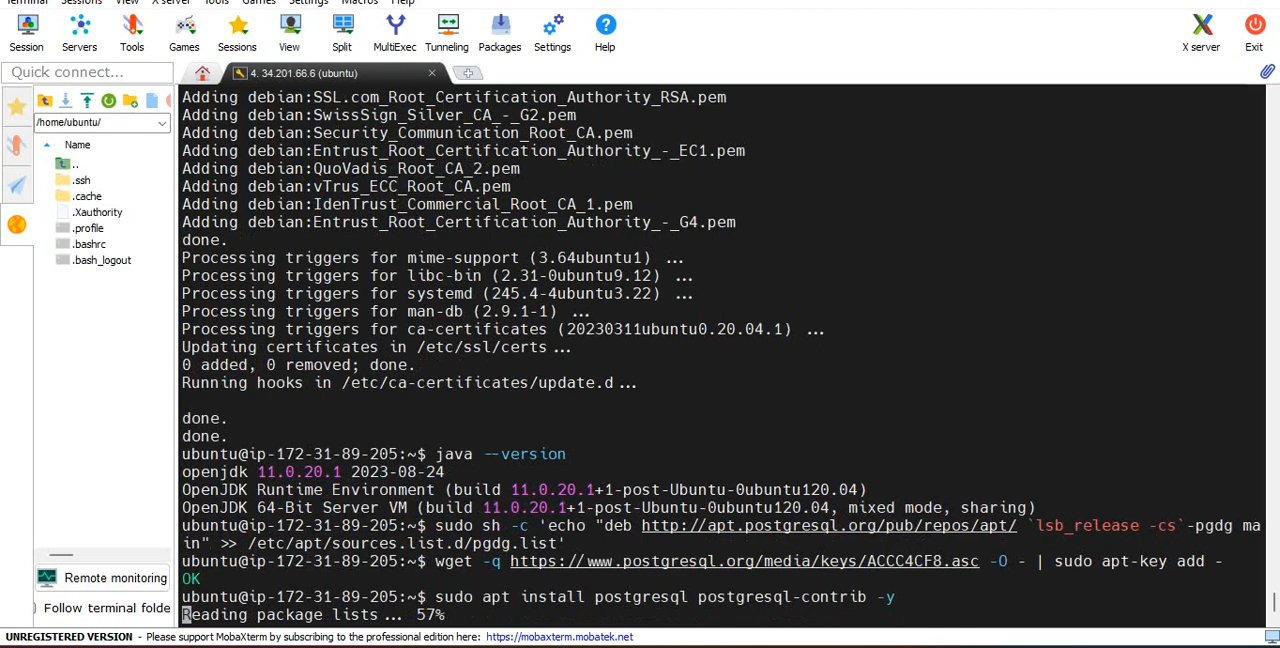 Terminal Sessions View X server Tools Games Settings Macros Help
Session Servers Tools Games Sessions View Split MultiExec Tunneling Packages Settings Help X server Exit
Quick connect...
4. 34.201.66.6 (ubuntu)
/home/ubuntu/
Name
..
.ssh
.cache
.Xauthority
.profile
.bashrc
.bash_logout
Remote monitoring
Follow terminal folde
Adding debian:SSL.com_Root_Certification_Authority_RSA.pem
Adding debian:SwissSign_Silver_CA_-_G2.pem
Adding debian:Security_Communication_Root_CA.pem
Adding debian:Entrust_Root_Certification_Authority_-_EC1.pem
Adding debian:QuoVadis_Root_CA_2.pem
Adding debian:vTrus_ECC_Root_CA.pem
Adding debian:IdenTrust_Commercial_Root_CA_1.pem
Adding debian:Entrust_Root_Certification_Authority_-_G4.pem
done.
Processing triggers for mime-support (3.64ubuntu1) ...
Processing triggers for libc-bin (2.31-0ubuntu9.12) ...
Processing triggers for systemd (245.4-4ubuntu3.22) ...
Processing triggers for man-db (2.9.1-1) ...
Processing triggers for ca-certificates (20230311ubuntu0.20.04.1) ...
Updating certificates in /etc/ssl/certs...
0 added, 0 removed; done.
Running hooks in /etc/ca-certificates/update.d...
done.
done.
ubuntu@ip-172-31-89-205:~$ java --version
openjdk 11.0.20.1 2023-08-24
OpenJDK Runtime Environment (build 11.0.20.1+1-post-Ubuntu-0ubuntu120.04)
OpenJDK 64-Bit Server VM (build 11.0.20.1+1-post-Ubuntu-0ubuntu120.04, mixed mode, sharing)
ubuntu@ip-172-31-89-205:~$ sudo sh -c 'echo "deb http://apt.postgresql.org/pub/repos/apt/ `lsb_release -cs`-pgdg ma
in" >> /etc/apt/sources.list.d/pgdg.list'
ubuntu@ip-172-31-89-205:~$ wget -q https://www.postgresql.org/media/keys/ACCC4CF8.asc -O - | sudo apt-key add -
OK
ubuntu@ip-172-31-89-205:~$ sudo apt install postgresql postgresql-contrib -y
Reading package lists... 57%
UNREGISTERED VERSION - Please support MobaXterm by subscribing to the professional edition here: https://mobaxterm.mobatek.net